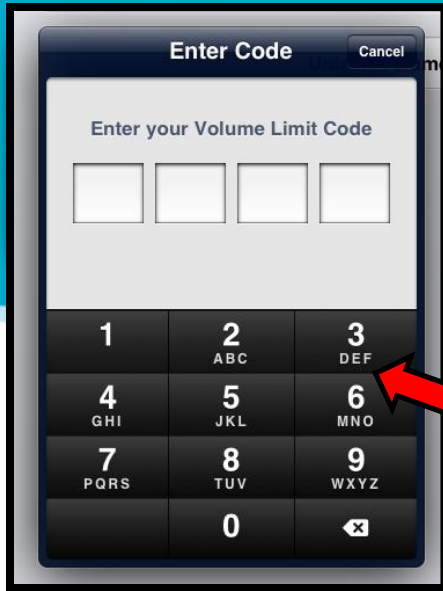 Enter Code Cancel
Enter your Volume Limit Code
1 2 3
ABC DEF
4 5 6
GHI JKL MNO
7 8 9
PQRS TUV WXYZ
0